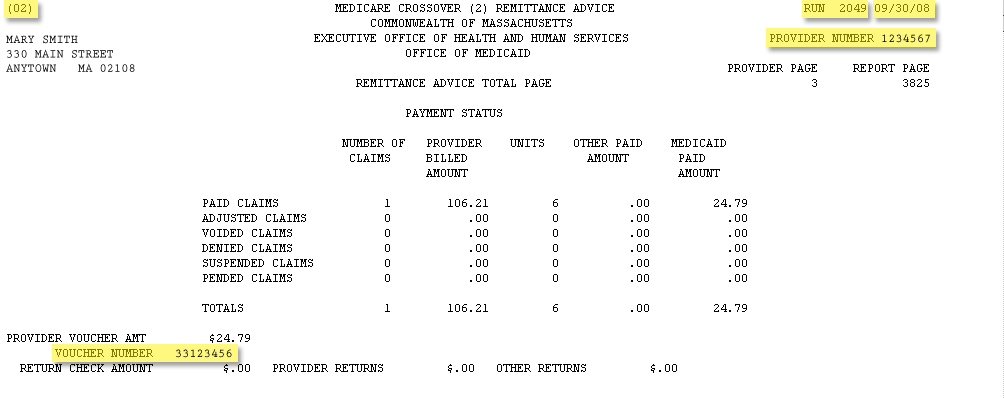 (02) MEDICARE CROSSOVER (2) REMITTANCE ADVICE RUN 2049 09/30/08
COMMONWEALTH OF MASSACHUSETTS
MARY SMITH EXECUTIVE OFFICE OF HEALTH AND HUMAN SERVICES PROVIDER NUMBER 1234567
330 MAIN STREET OFFICE OF MEDICAID
ANYTOWN MA 02108 PROVIDER PAGE REPORT PAGE
REMITTANCE ADVICE TOTAL PAGE 3 3825
PAYMENT STATUS
NUMBER OF PROVIDER UNITS OTHER PAID MEDICAID
CLAIMS BILLED AMOUNT PAID
AMOUNT AMOUNT
PAID CLAIMS 1 106.21 6 .00 24.79
ADJUSTED CLAIMS 0 .00 0 .00 .00
VOIDED CLAIMS 0 .00 0 .00 .00
DENIED CLAIMS 0 .00 0 .00 .00
SUSPENDED CLAIMS 0 .00 0 .00 .00
PENDED CLAIMS 0 .00 0 .00 .00
TOTALS 1 106.21 6 .00 24.79
PROVIDER VOUCHER AMT $24.79
VOUCHER NUMBER 33123456
RETURN CHECK AMOUNT $.00 PROVIDER RETURNS $.00 OTHER RETURNS $.00